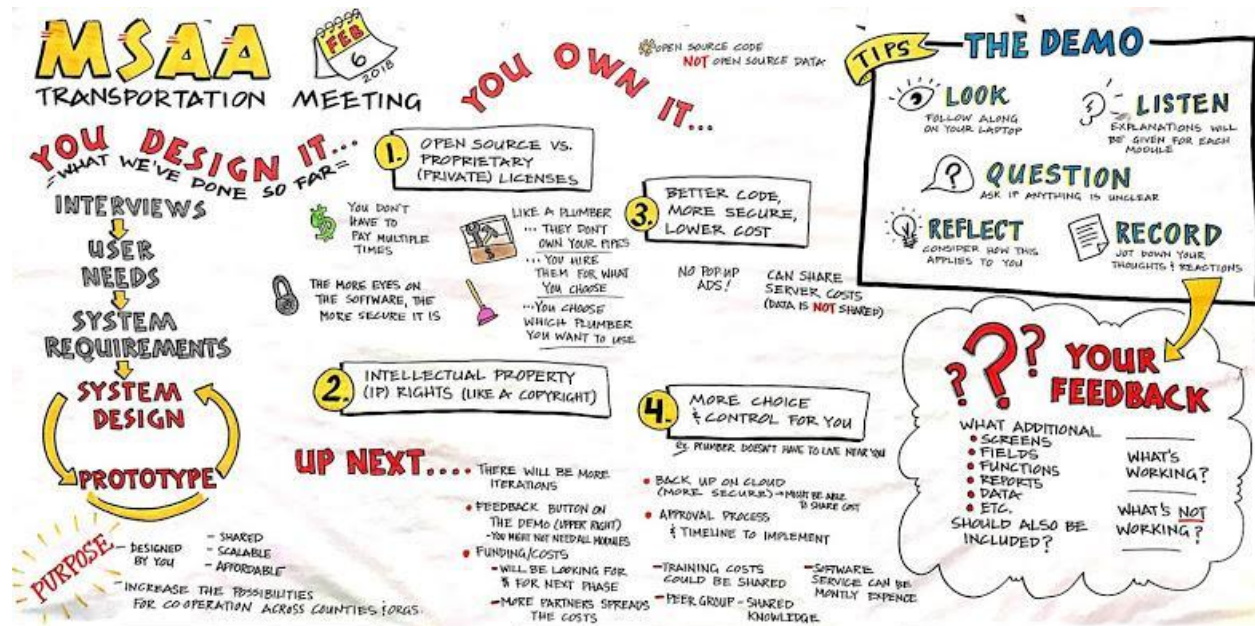 MSAA
TRANSPORTATION MEETING
FEB
6
2018
YOU DESIGN IT...
WHAT WE'VE DONE SO FAR
INTERVIEWS
USER
NEEDS
SYSTEM
REQUIREMENTS
SYSTEM
DESIGN
PROTOTYPE
PURPOSE
- DESIGNED
BY YOU
- SHARED
- SCALABLE
- AFFORDABLE
- INCREASE THE POSSIBILITIES
FOR COOPERATION ACROSS COUNTIES & ORGS.
YOU OWN IT...
OPEN SOURCE CODE
NOT OPEN SOURCE DATA
1. OPEN SOURCE VS.
PROPRIETARY
(PRIVATE) LICENSES
$
YOU DON'T
HAVE TO
PAY MULTIPLE
TIMES
THE MORE EYES ON
THE SOFTWARE, THE
MORE SECURE IT IS
LIKE A PLUMBER
... THEY DON'T
OWN YOUR PIPES
... YOU HIRE
THEM FOR WHAT
YOU CHOOSE
...YOU CHOOSE
WHICH PLUMBER
YOU WANT TO USE
2. INTELLECTUAL PROPERTY
(IP) RIGHTS (LIKE A COPYRIGHT)
3. BETTER CODE,
MORE SECURE,
LOWER COST
NO POP UP
ADS!
CAN SHARE
SERVER COSTS
(DATA IS NOT SHARED)
4. MORE CHOICE
& CONTROL FOR YOU
ex. PLUMBER DOESN'T HAVE TO LIVE NEAR YOU
UP NEXT....
THERE WILL BE MORE
ITERATIONS
• FEEDBACK BUTTON ON
THE DEMO (UPPER RIGHT)
- YOU MIGHT NOT NEED ALL MODULES
• FUNDING/COSTS
- WILL BE LOOKING FOR
$ FOR NEXT PHASE
- MORE PARTNERS SPREADS
THE COSTS
• BACK UP ON CLOUD
(MORE SECURE) → MIGHT BE ABLE
TO SHARE COST
• APPROVAL PROCESS
& TIMELINE TO IMPLEMENT
- TRAINING COSTS
COULD BE SHARED
- PEER GROUP - SHARED
KNOWLEDGE
- SOFTWARE
SERVICE CAN BE
MONTLY EXPENCE
TIPS THE DEMO
LOOK
FOLLOW ALONG
ON YOUR LAPTOP
LISTEN
EXPLANATIONS WILL
BE GIVEN FOR EACH
MODULE
?
QUESTION
ASK IF ANYTHING IS UNCLEAR
REFLECT
CONSIDER HOW THIS
APPLIES TO YOU
RECORD
JOT DOWN YOUR
THOUGHTS & REACTIONS
???
YOUR
FEEDBACK
WHAT ADDITIONAL
• SCREENS
• FIELDS
• FUNCTIONS
• REPORTS
• DATA
• ETC.
SHOULD ALSO BE
INCLUDED?
WHAT'S
WORKING?
WHAT'S NOT
WORKING?